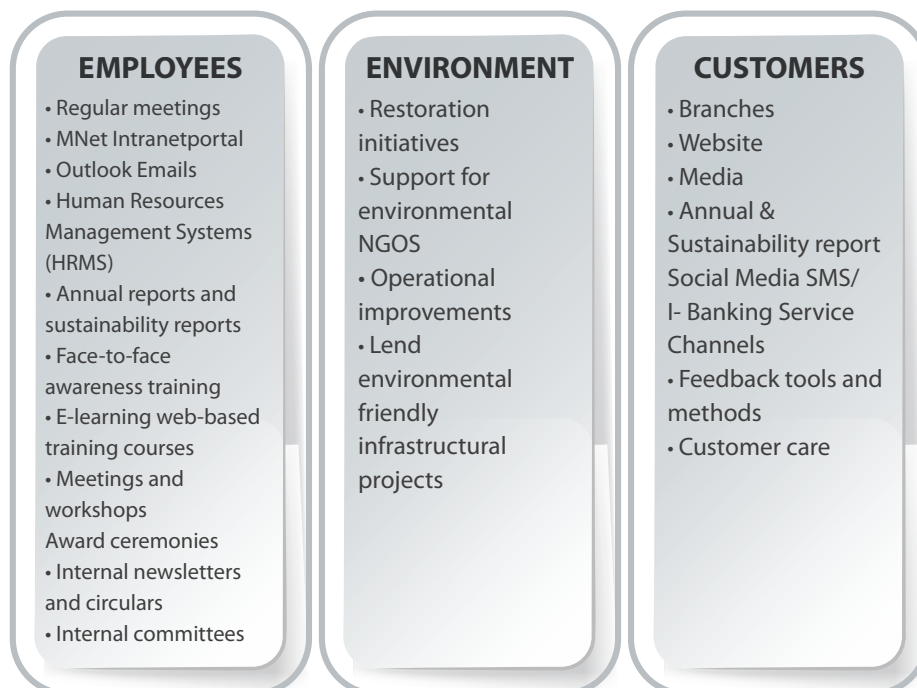 EMPLOYEES
• Regular meetings
• MNet Intranetportal
• Outlook Emails
• Human Resources
Management Systems
(HRMS)
• Annual reports and
sustainability reports
• Face-to-face
awareness training
• E-learning web-based
training courses
• Meetings and
workshops
Award ceremonies
• Internal newsletters
and circulars
• Internal committees
ENVIRONMENT
• Restoration
initiatives
• Support for
environmental
NGOS
• Operational
improvements
• Lend
environmental
friendly
infrastructural
projects
CUSTOMERS
• Branches
• Website
• Media
• Annual &
Sustainability report
Social Media SMS/
I- Banking Service
Channels
• Feedback tools and
methods
• Customer care